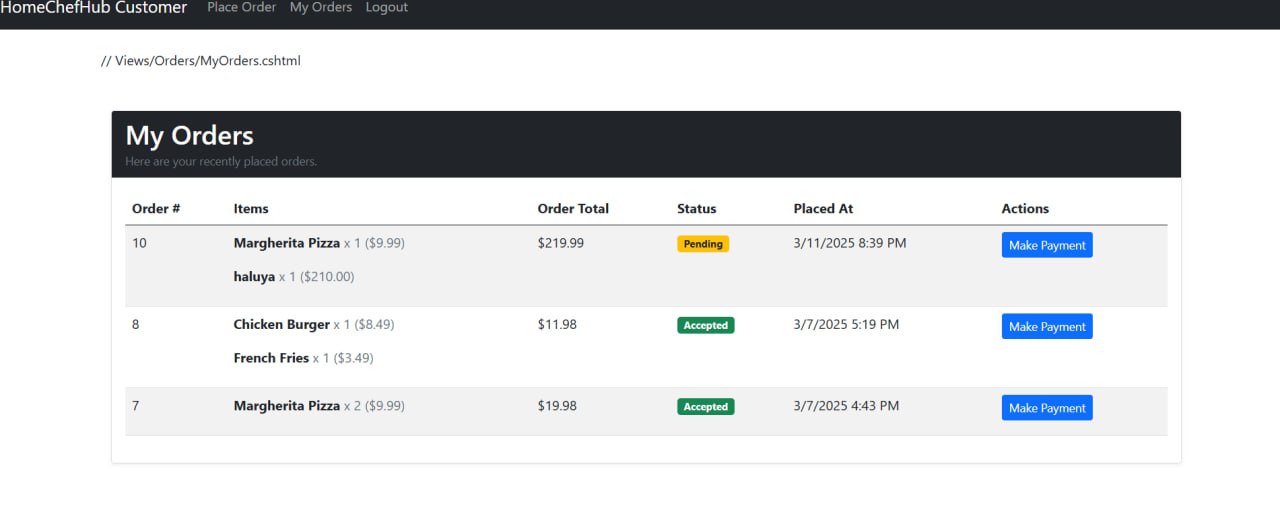 HomeChefHub Customer Place Order My Orders Logout
// Views/Orders/MyOrders.cshtml
My Orders
Here are your recently placed orders.
Order # Items Order Total Status Placed At Actions
10 Margherita Pizza x 1 ($9.99) $219.99 Pending 3/11/2025 8:39 PM Make Payment
haluya x 1 ($210.00)
8 Chicken Burger x 1 ($8.49) $11.98 Accepted 3/7/2025 5:19 PM Make Payment
French Fries x 1 ($3.49)
7 Margherita Pizza x 2 ($9.99) $19.98 Accepted 3/7/2025 4:43 PM Make Payment